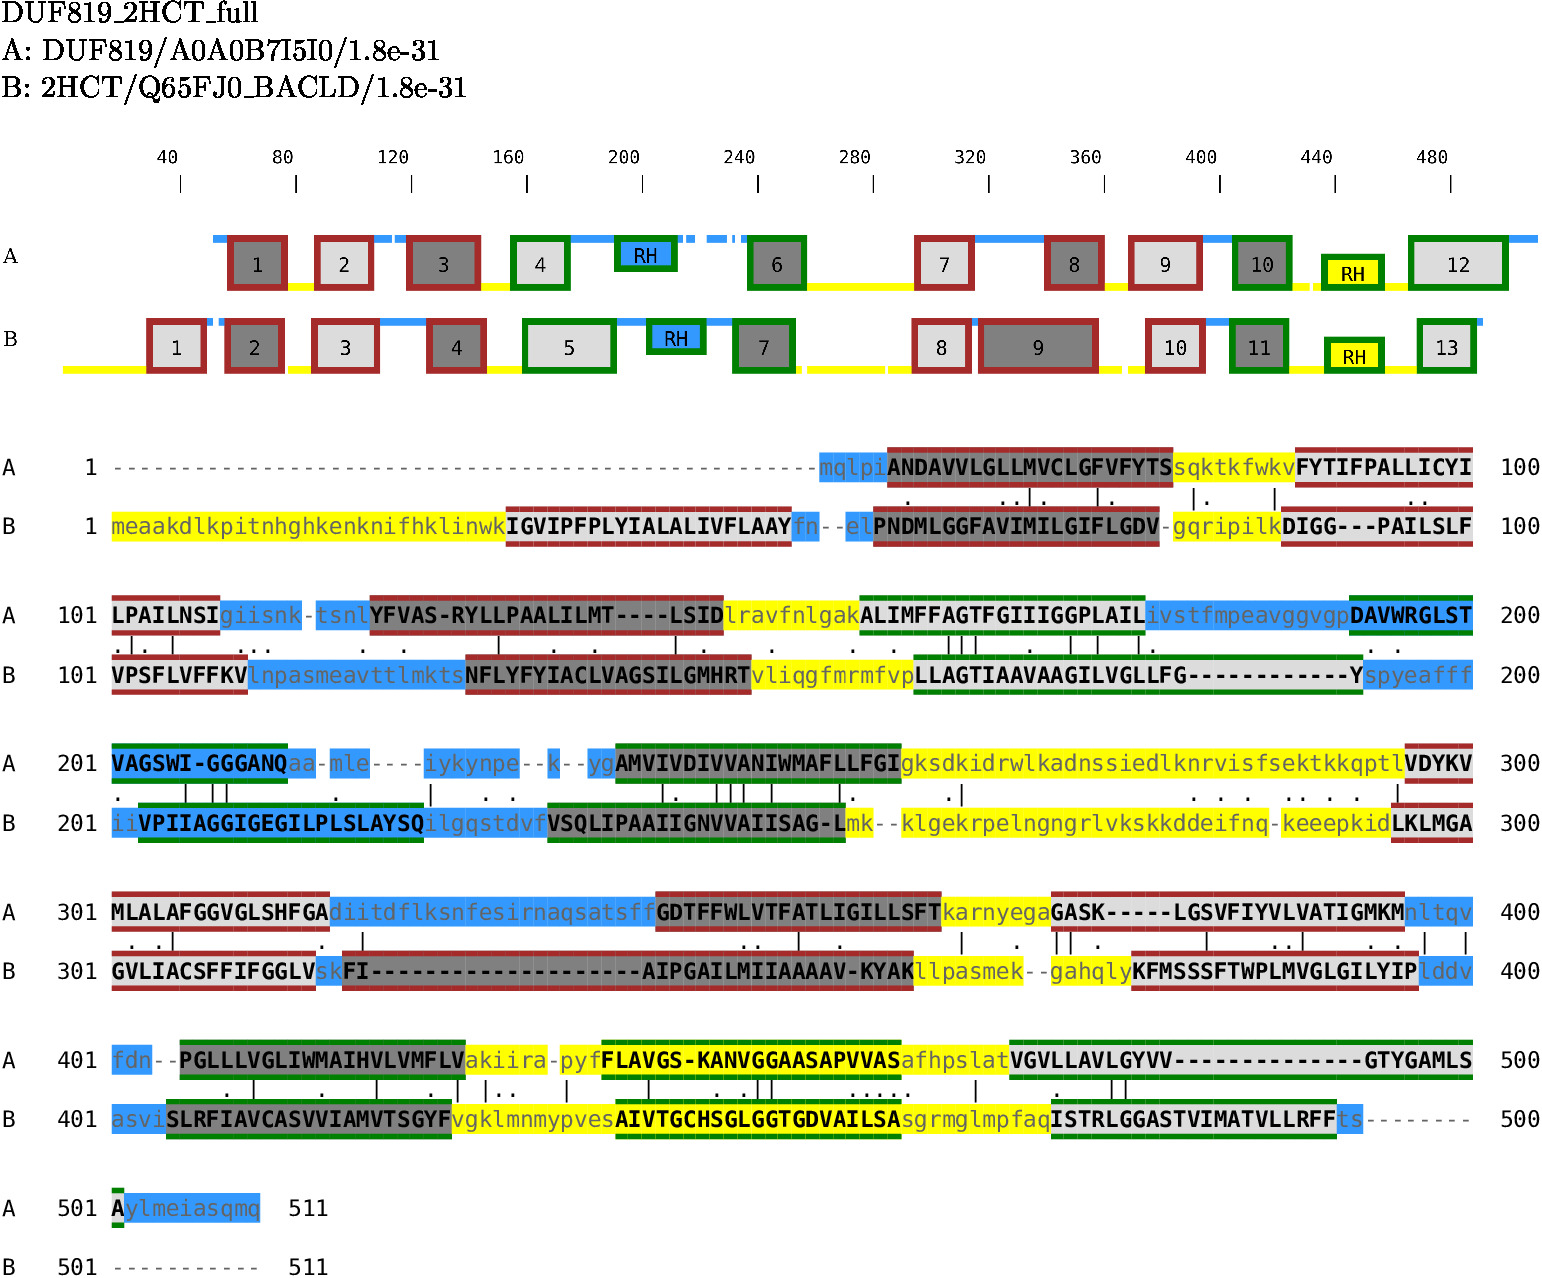 DUF819_2HCT_full
A: DUF819/A0A0B7I5I0/1.8e-31
B: 2HCT/Q65FJ0_BACLD/1.8e-31
40 80 120 160 200 240 280 320 360 400 440 480
A 1 2 3 4 RH 6 7 8 9 10 RH 12
B 1 2 3 4 5 RH 7 8 9 10 11 RH 13
A 1 ----------------------------------------------------mqlpiANDAVVLGLLMVCLGFVFYTSsqktkfwkvFYTIFPALLICYI 100
B 1 meaakdlkpitnhghkenknifhklinwkIGVIPFPLYIALALIVFLAAYfn--elPNDMLGGFAVIMILGIFLGDV-gqripilkDIGG---PAILSLF 100
A 101 LPAILNSIgiisnk-tsnlYFVAS-RYLLPAALILMT----LSIDlravfnlgakALIMFFAGTFGIIIGGPLAILivstfmpeavggvgpDAVWRGLST 200
B 101 VPSFLVFFKVlnpasmeavttlmktsNFLYFYIACLVAGSILGMHRTvliqgfmrmfvpLLAGTIAAVAAGILVGLLFG------------Yspyeafff 200
A 201 VAGSWI-GGGANQaa-mle----iykynpe--k--ygAMVIVDIVVANIWMAFLLFGIgksdkidrwlkadnssiedlknrvisfsektkkqptlVDYKV 300
B 201 iiVPIIAGGIGEGILPLSLAYSQilgqstdvfVSQLIPAAIIGNVVAIISAG-Lmk--klgekrpelngngrlvkskkddeifnq-keeepkidLKLMGA 300
A 301 MLALAFGGVGLSHFGAdiitdflksnfesirnaqsatsffGDTFFWLVTFATLIGILLSFTkarnyegaGASK-----LGSVFIYVLVATIGMKMnltqv 400
B 301 GVLIACSFFIFGGLVskFI--------------------AIPGAILMIIAAAAV-KYAKllpasmek--gahqlyKFMSSSFTWPLMVGLGILYIPlddv 400
A 401 fdn--PGLLLVGLIWMAIHVLVMFLVakiira-pyfFLAVGS-KANVGGAASAPVVASafhpslatVGVLLAVLGYVV--------------GTYGAMLS 500
B 401 asviSLRFIAVCASVVIAMVTSGYFvgklmnmypvesAIVTGCHSGLGGTGDVAILSAsgrmglmpfaqISTRLGGASTVIMATVLLRFFts-------- 500
A 501 Aylmeiasqmq 511
B 501 ----------- 511